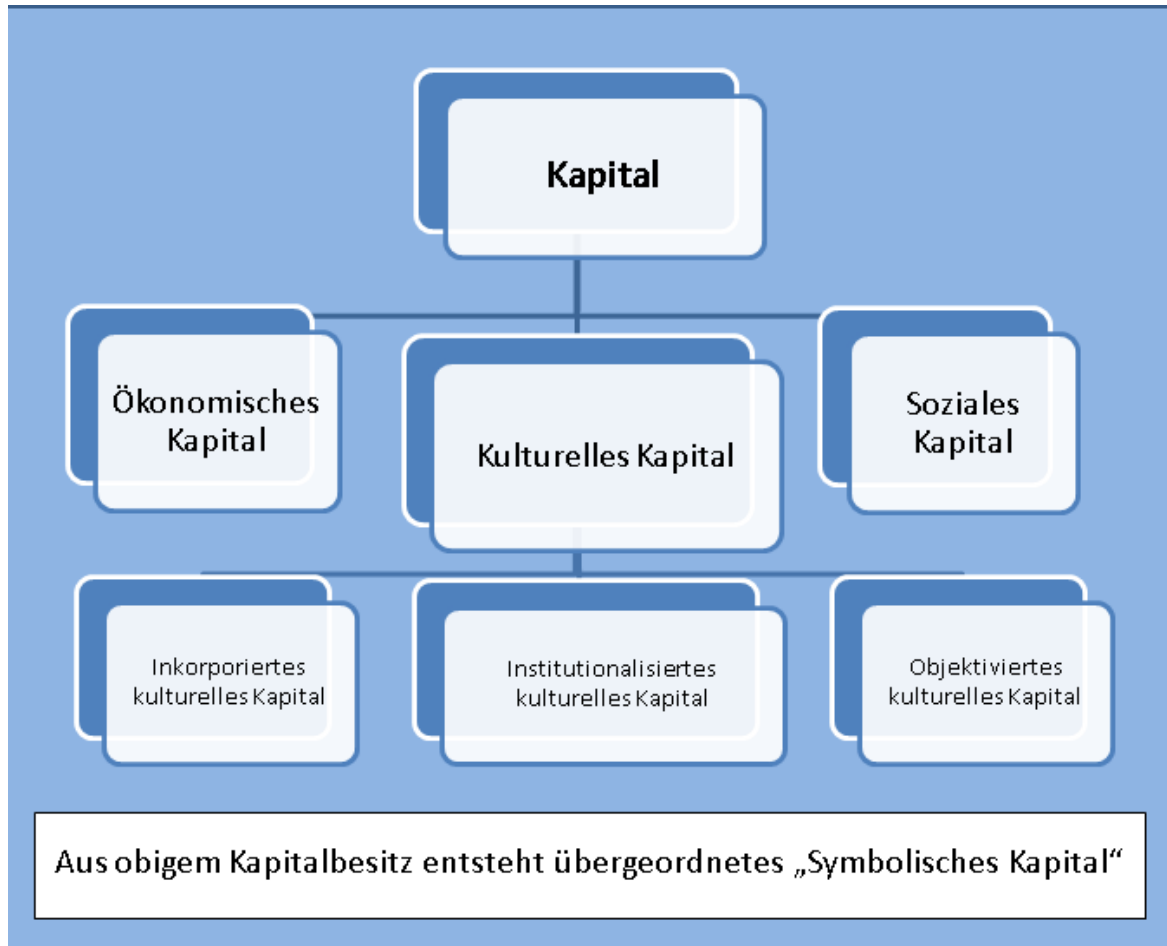 Kapital
Ökonomisches
Kapital
Kulturelles Kapital
Soziales
Kapital
Inkorporiertes
kulturelles Kapital
Institutionalisiertes
kulturelles Kapital
Objektiviertes
kulturelles Kapital
Aus obigem Kapitalbesitz entsteht übergeordnetes „Symbolisches Kapital“